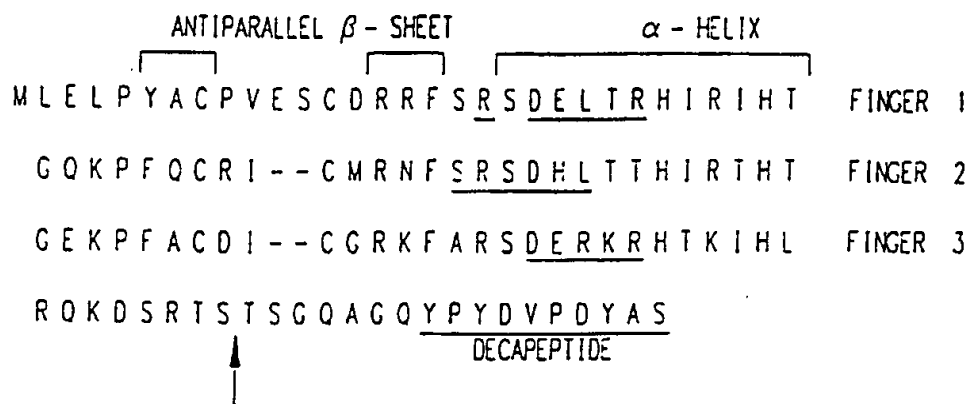 ANTIPARALLEL β - SHEET α - HELIX
M L E L P Y A C P V E S C D R R F S R S D E L T R H I R I H T FINGER 1
G Q K P F Q C R I - - C M R N F S R S D H L T T H I R T H T FINGER 2
G E K P F A C D I - - C G R K F A R S D E R K R H T K I H L FINGER 3
R Q K D S R T S T S G Q A G Q Y P Y D V P D Y A S
DECAPEPTIDE